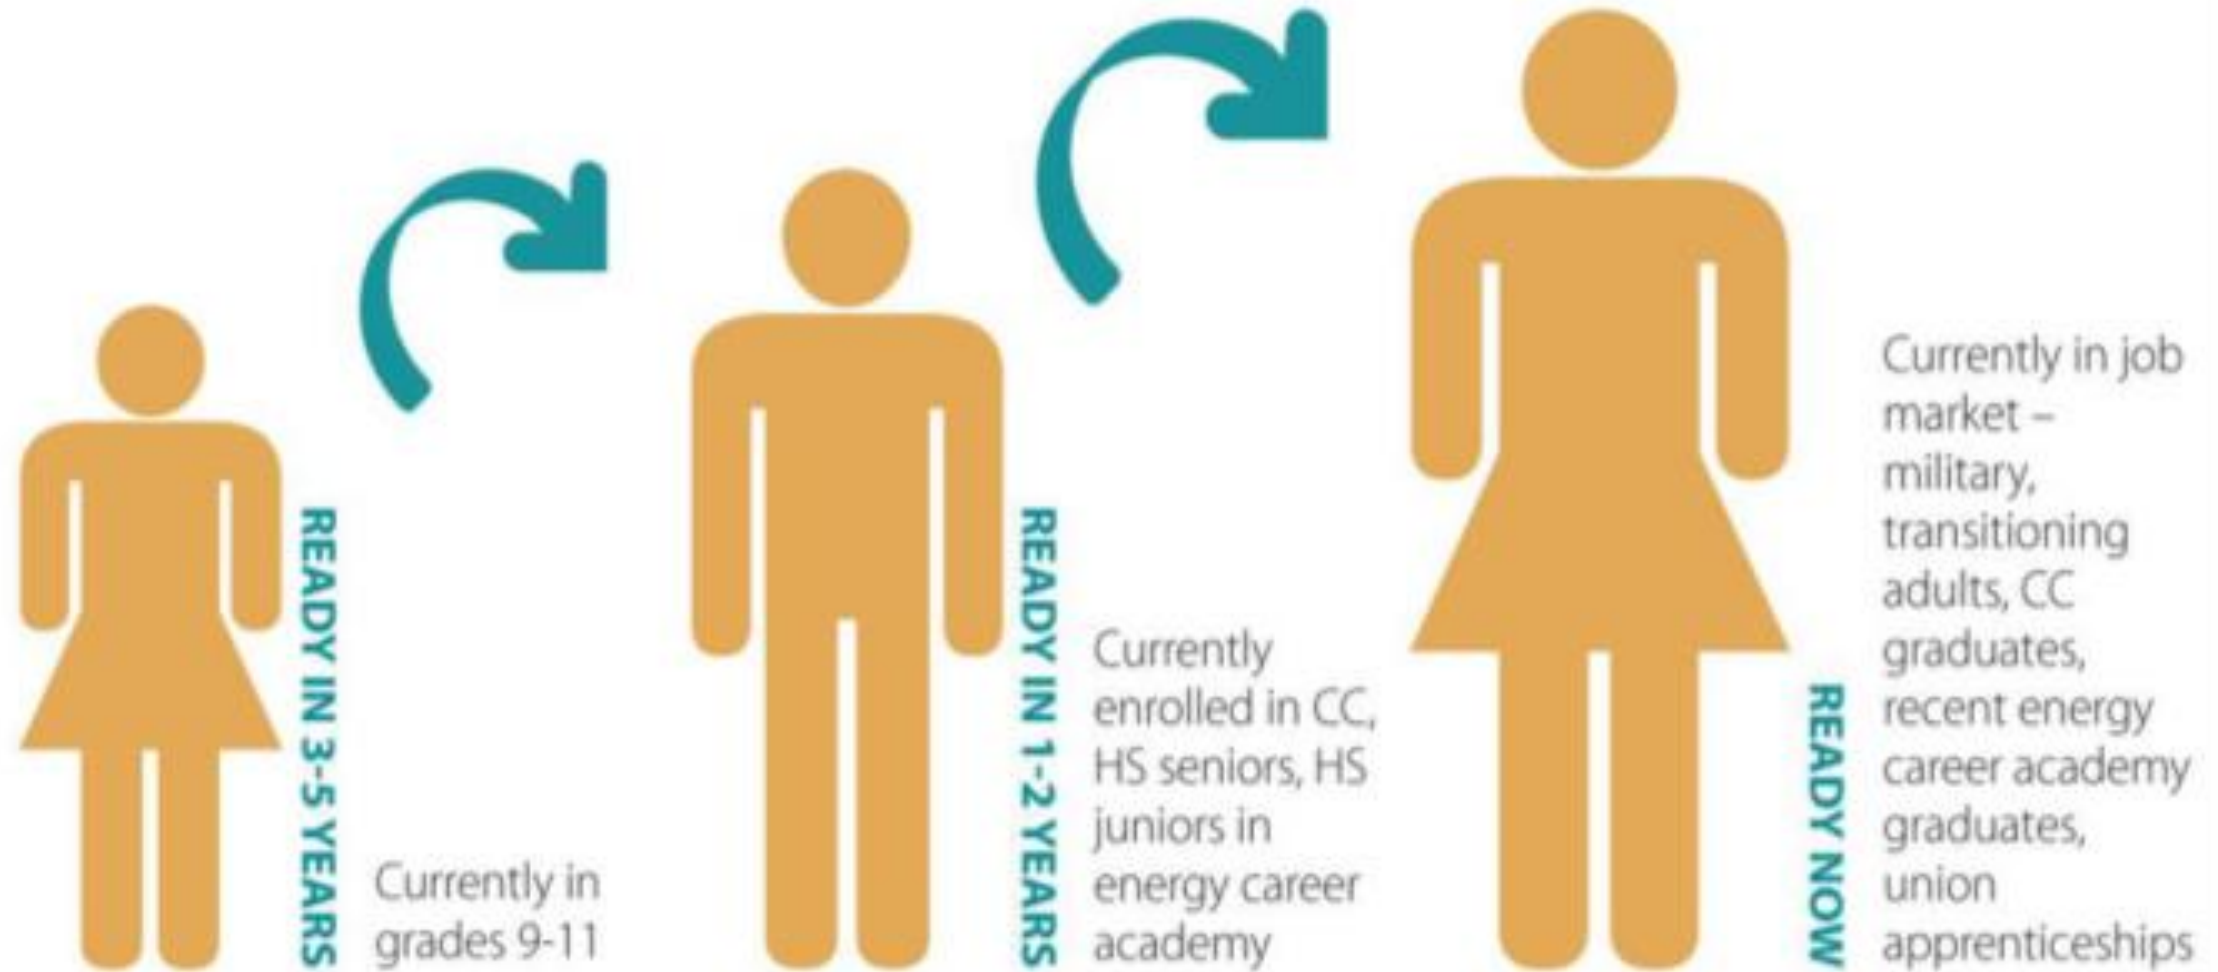 READY IN 3-5 YEARS
Currently in
grades 9-11
READY IN 1-2 YEARS
Currently
enrolled in CC,
HS seniors, HS
juniors in
energy career
academy
READY NOW
Currently in job
market –
military,
transitioning
adults, CC
graduates,
recent energy
career academy
graduates,
union
apprenticeships